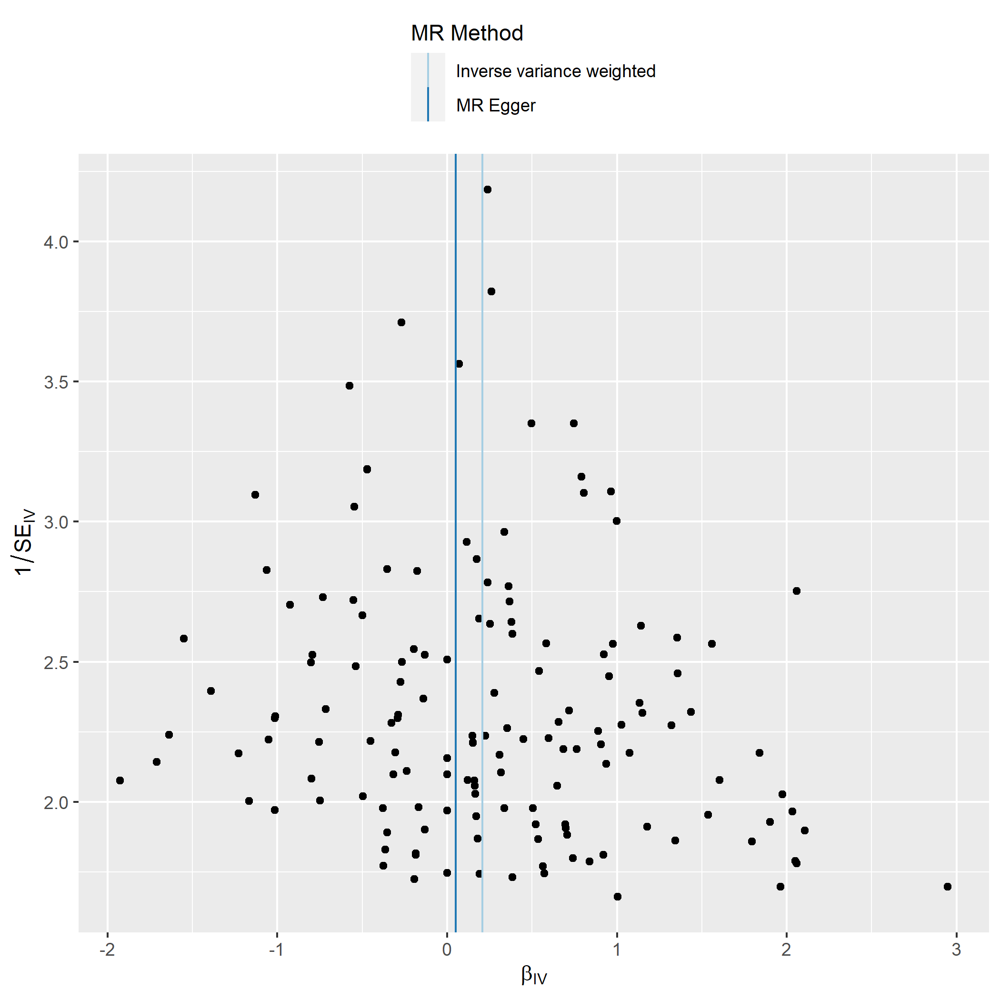 MR Method
Inverse variance weighted
MR Egger
4.0
3.5
3.0
2.5
2.0
1 / SE_IV
-2 -1 0 1 2 3
β_IV